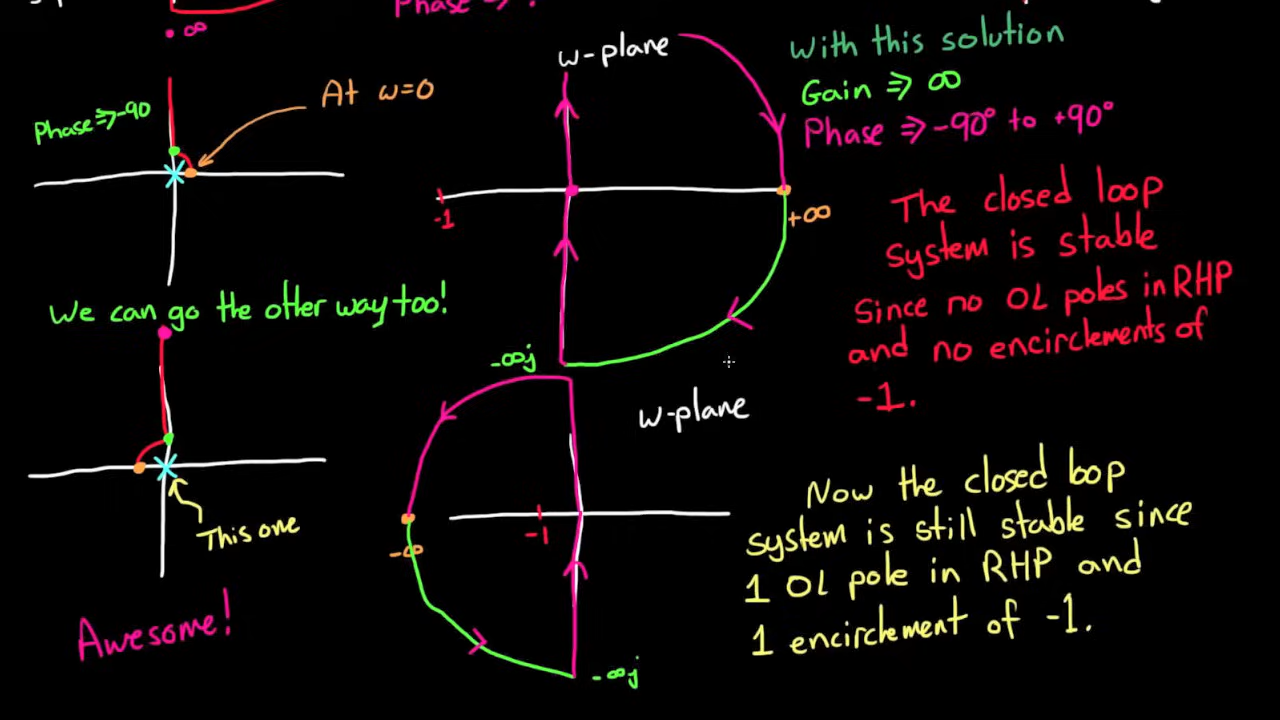 Phase ⇒
∞
w-plane
With this solution
Gain ⇒ ∞
Phase ⇒ -90° to +90°
At w=0
Phase ⇒ -90
-1
+∞
The closed loop
system is stable
Since no OL poles in RHP
and no encirclements of
-1.
We can go the other way too!
-∞j
w-plane
This one
-∞
-1
Now the closed loop
system is still stable since
1 OL pole in RHP and
1 encirclement of -1.
Awesome!
-∞j